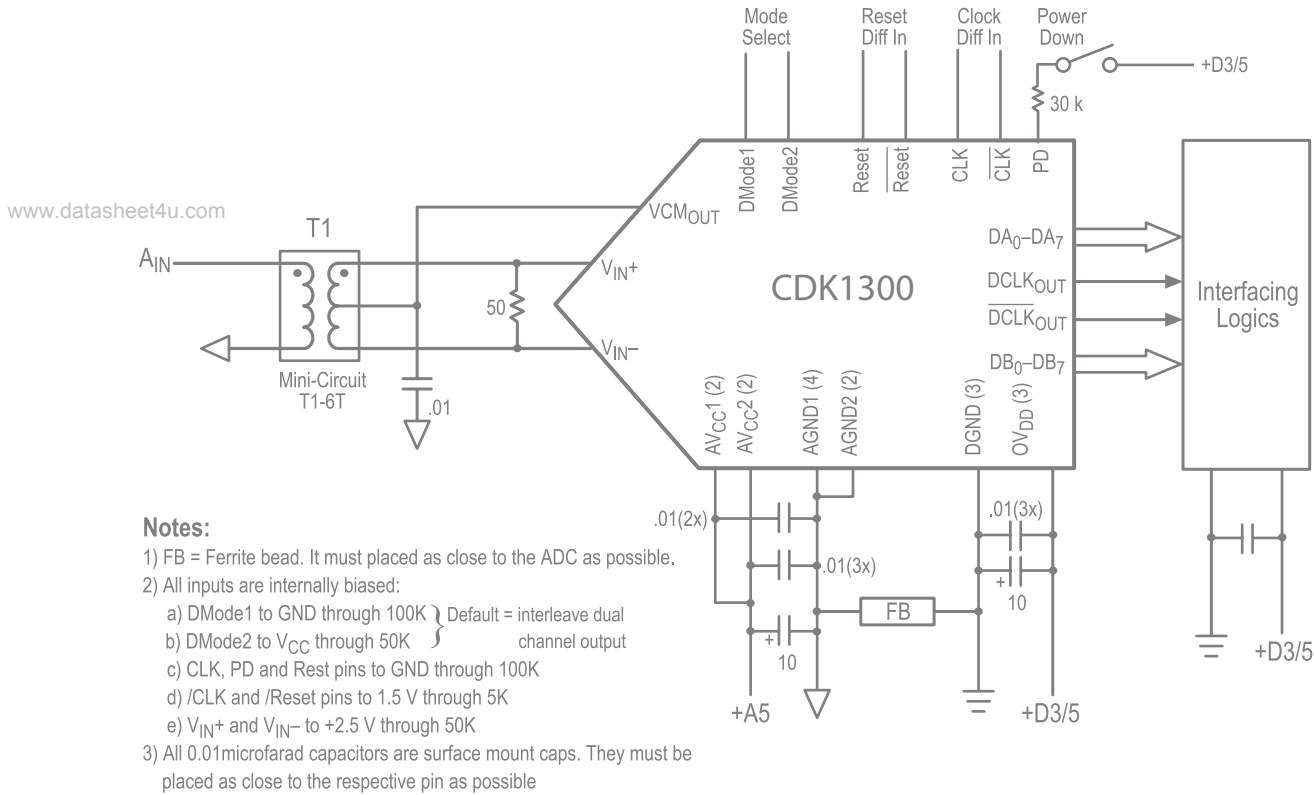 Mode Select
Reset Diff In
Clock Diff In
Power Down
+D3/5
30 k
DMode1
DMode2
Reset
Reset
CLK
CLK
PD
www.datasheet4u.com
VCMOUT
T1
AIN
VIN+
50
VIN–
Mini-Circuit
T1-6T
.01
CDK1300
DA0–DA7
DCLKOUT
DCLKOUT
DB0–DB7
Interfacing
Logics
AVCC1 (2)
AVCC2 (2)
AGND1 (4)
AGND2 (2)
DGND (3)
OVDD (3)
.01(2x)
.01(3x)
.01(3x)
+
10
FB
+
10
+A5
+D3/5
+D3/5
Notes:
1) FB = Ferrite bead. It must placed as close to the ADC as possible.
2) All inputs are internally biased:
a) DMode1 to GND through 100K } Default = interleave dual
b) DMode2 to VCC through 50K channel output
c) CLK, PD and Rest pins to GND through 100K
d) /CLK and /Reset pins to 1.5 V through 5K
e) VIN+ and VIN– to +2.5 V through 50K
3) All 0.01microfarad capacitors are surface mount caps. They must be
placed as close to the respective pin as possible